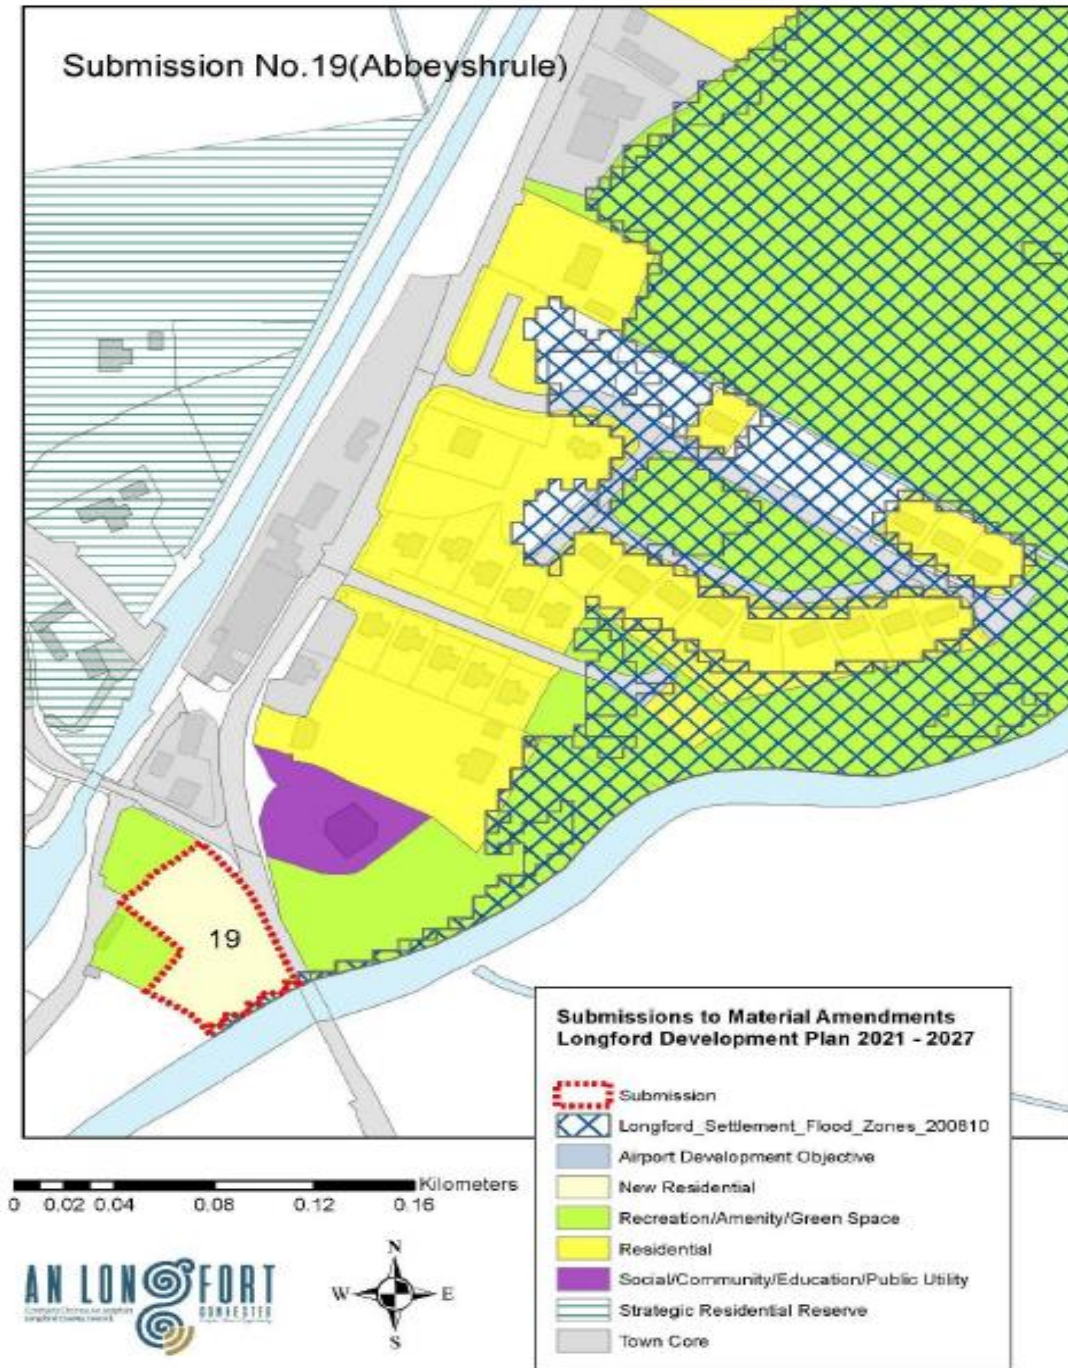 Submission No.19(Abbeyshrule)
19
Submissions to Material Amendments
Longford Development Plan 2021 - 2027
Submission
Longford_Settlement_Flood_Zones_200810
Airport Development Objective
New Residential
Recreation/Amenity/Green Space
Residential
Social/Community/Education/Public Utility
Strategic Residential Reserve
Town Core
Kilometers
0 0.02 0.04 0.08 0.12 0.16
AN LONGFORT
CONNECTED
N
W E
S